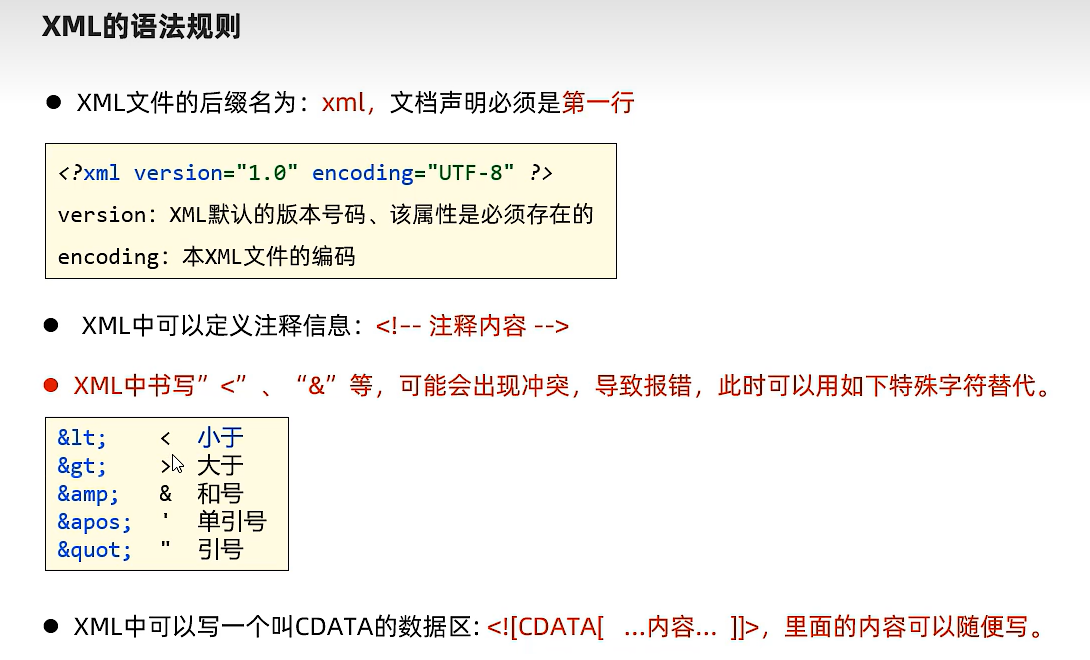 XML的语法规则
● XML文件的后缀名为：xml，文档声明必须是第一行
<?xml version="1.0" encoding="UTF-8" ?>
version：XML默认的版本号码、该属性是必须存在的
encoding：本XML文件的编码
● XML中可以定义注释信息：<!-- 注释内容 -->
● XML中书写”<”、“&”等，可能会出现冲突，导致报错，此时可以用如下特殊字符替代。
&lt; < 小于
&gt; > 大于
&amp; & 和号
&apos; ' 单引号
&quot; " 引号
● XML中可以写一个叫CDATA的数据区: <![CDATA[ ...内容... ]]>，里面的内容可以随便写。